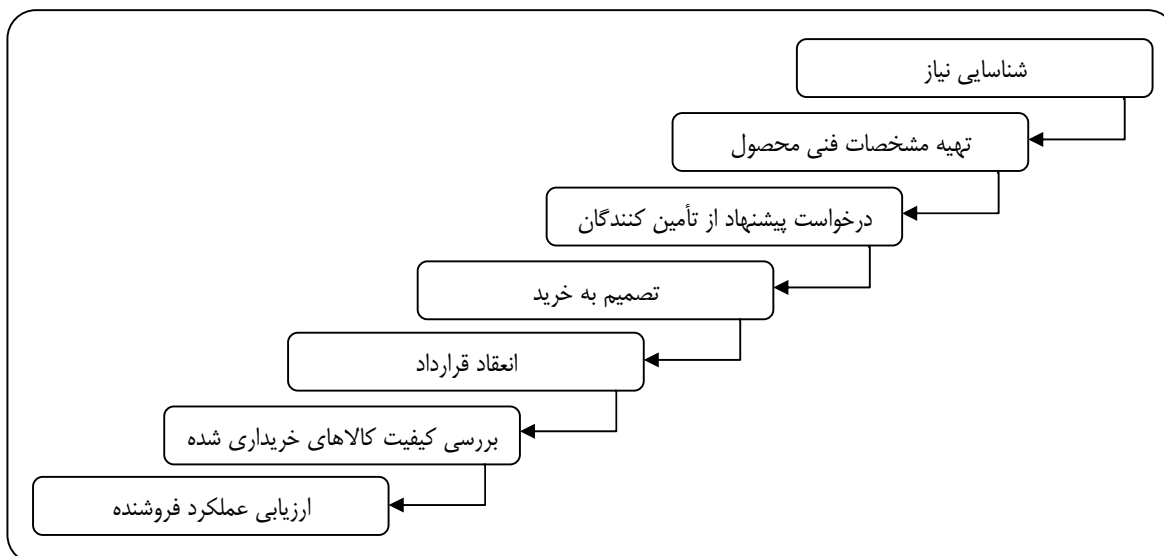 شناسایی نیاز
تهیه مشخصات فنی محصول
درخواست پیشنهاد از تأمین کنندگان
تصمیم به خرید
انعقاد قرارداد
بررسی کیفیت کالاهای خریداری شده
ارزیابی عملکرد فروشنده